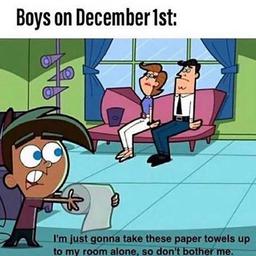 Boys on December 1st:
I'm just gonna take these paper towels up
to my room alone, so don't bother me.